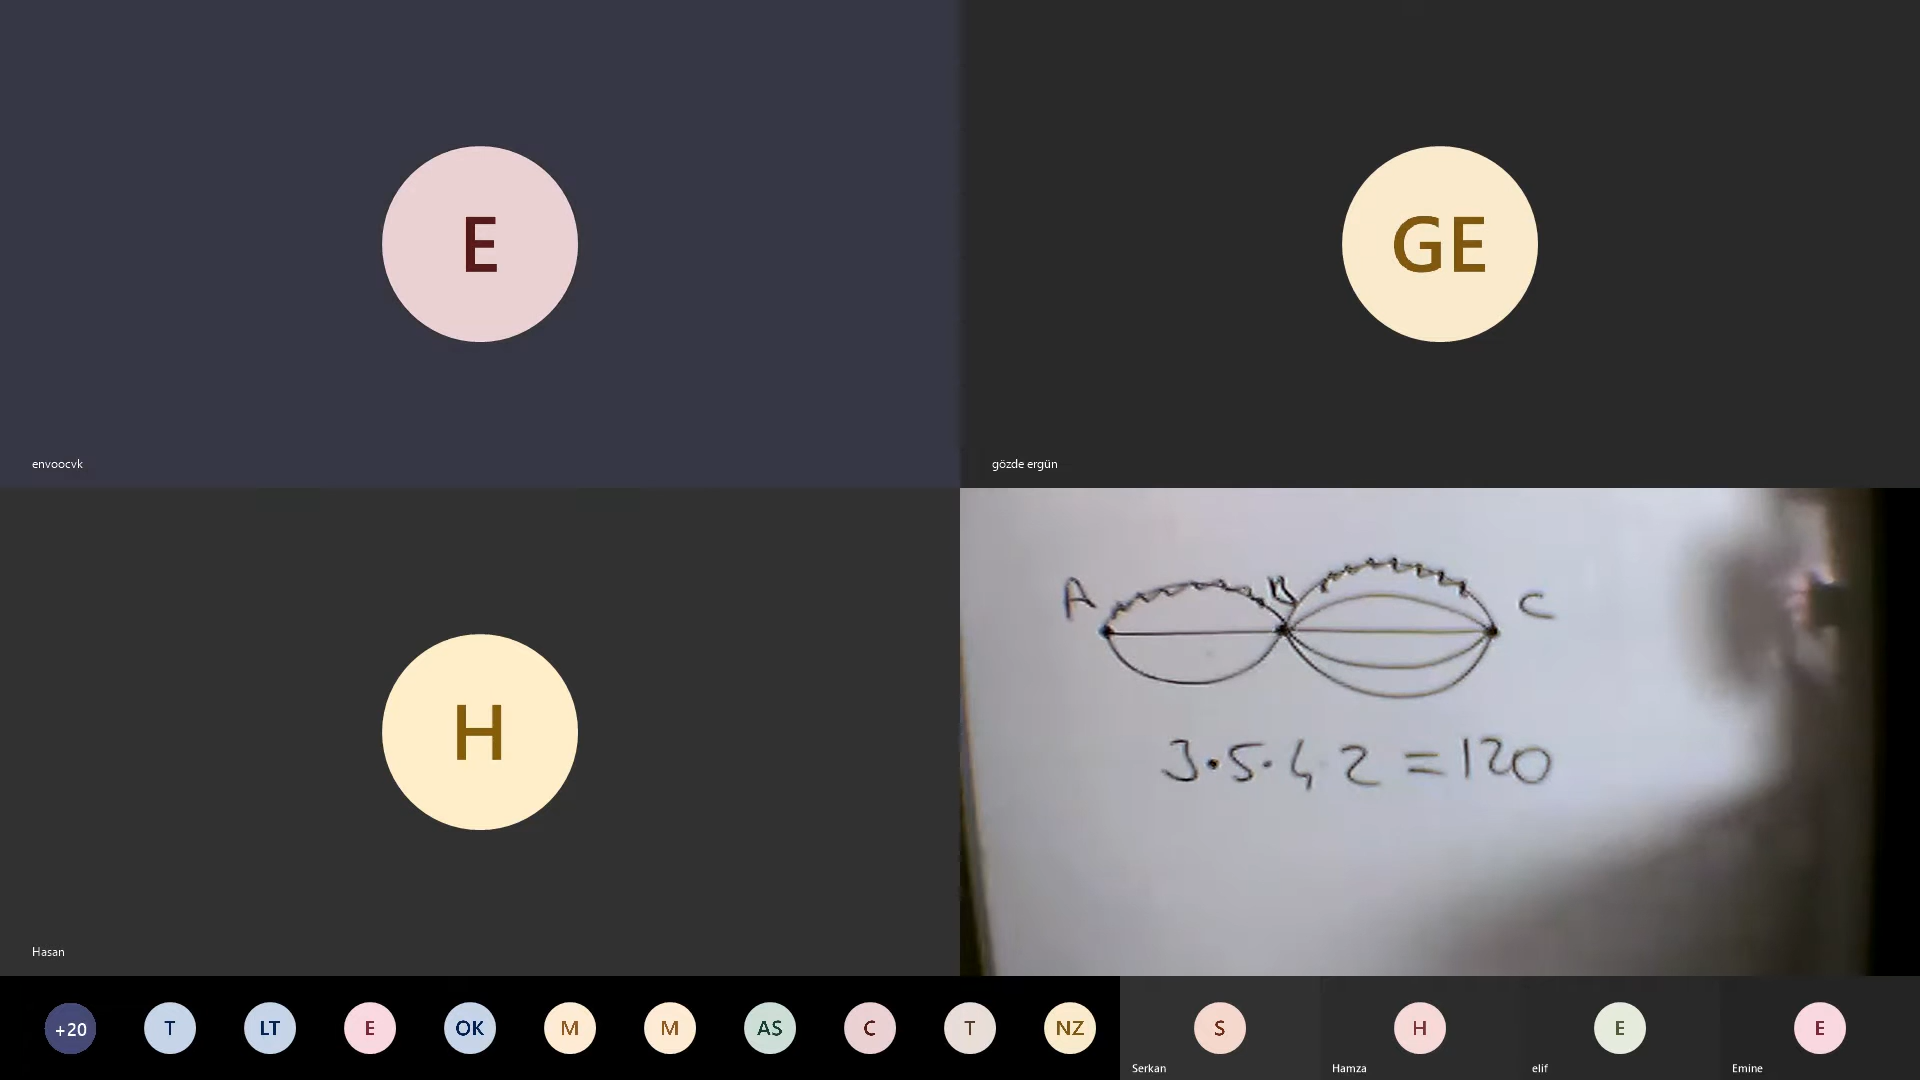 E
GE
envoocvk
gözde ergün
H
A B C
3·5·4·2=120
Hasan
+20 T LT E OK M M AS C T NZ S H E E
Serkan Hamza elif Emine